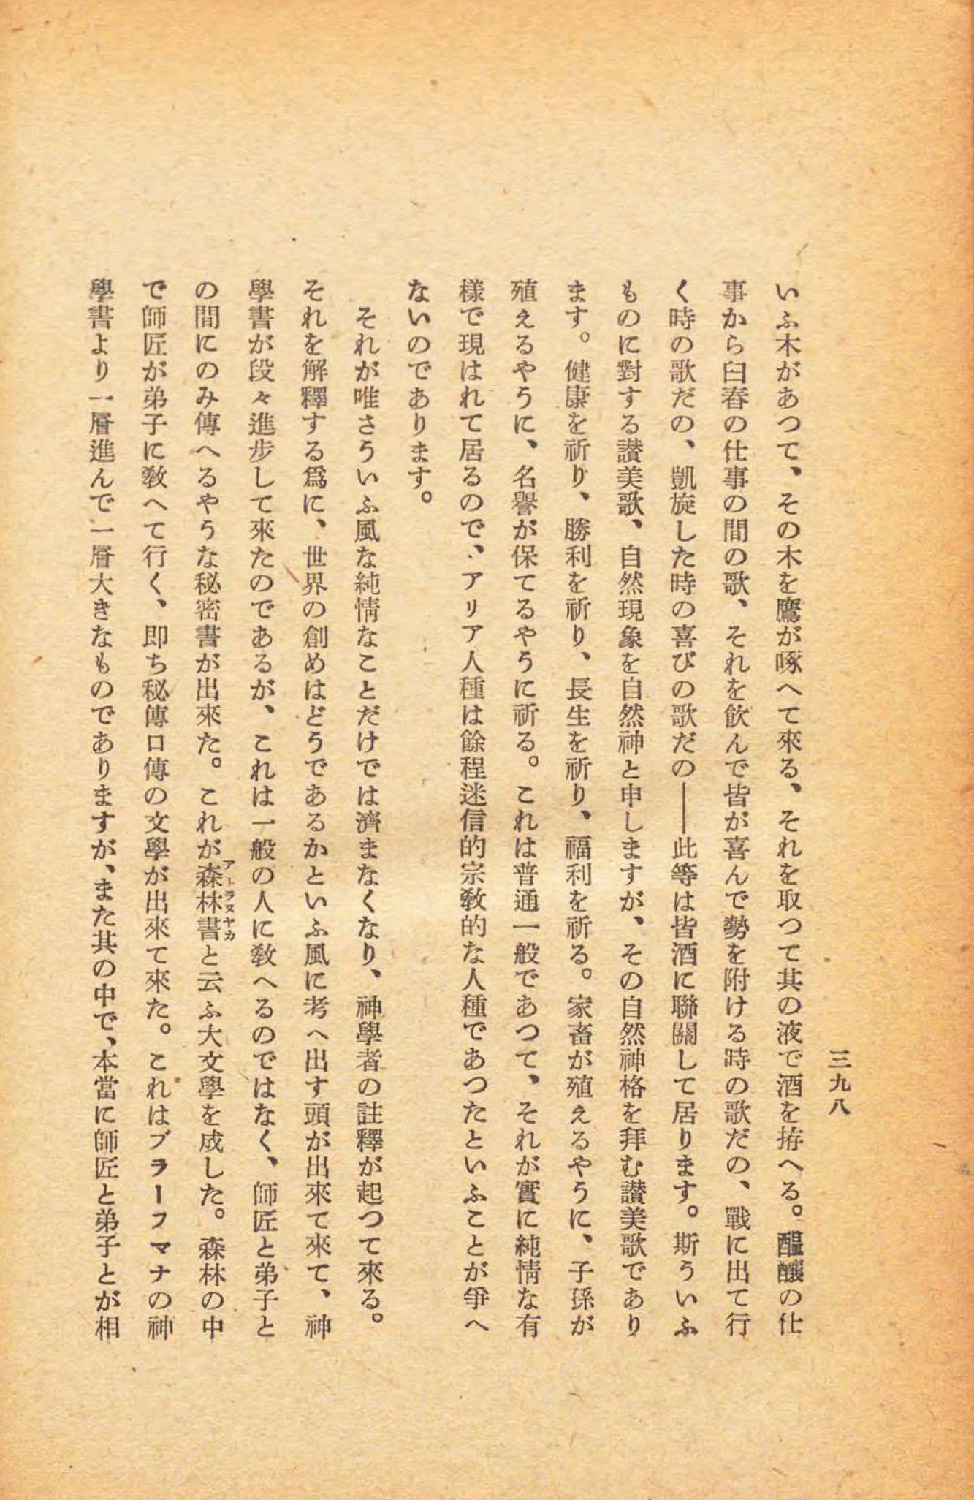 三九八
いふ木があつて、その木を鷹が啄へて來る、それを取つて其の液で酒を拵へる。醞釀の仕
事から臼舂の仕事の間の歌、それを飮んで皆が喜んで勢を附ける時の歌だの、戰に出て行
く時の歌だの、凱旋した時の喜びの歌だの――此等は皆酒に聯關して居ります。斯ういふ
ものに對する讃美歌、自然現象を自然神と申しますが、その自然神格を拜む讃美歌であり
ます。健康を祈り、勝利を祈り、長生を祈り、福利を祈る。家畜が殖えるやうに、子孫が
殖えるやうに、名譽が保てるやうに祈る。これは普通一般であつて、それが實に純情な有
樣で現はれて居るので、アリア人種は餘程迷信的宗敎的な人種であつたといふことが爭へ
ないのであります。
それが唯さういふ風な純情なことだけでは濟まなくなり、神學者の註釋が起つて來る。
それを解釋する爲に、世界の創めはどうであるかといふ風に考へ出す頭が出來て來て、神
學書が段々進步して來たのであるが、これは一般の人に敎へるのではなく、師匠と弟子と
の間にのみ傳へるやうな秘密書が出來た。これが森林書アーラヌヤカと云ふ大文學を成した。森林の中
で師匠が弟子に敎へて行く、卽ち秘傳口傳の文學が出來て來た。これはブラーフマナの神
學書より一層進んで一層大きなものでありますが、また其の中で、本當に師匠と弟子とが相